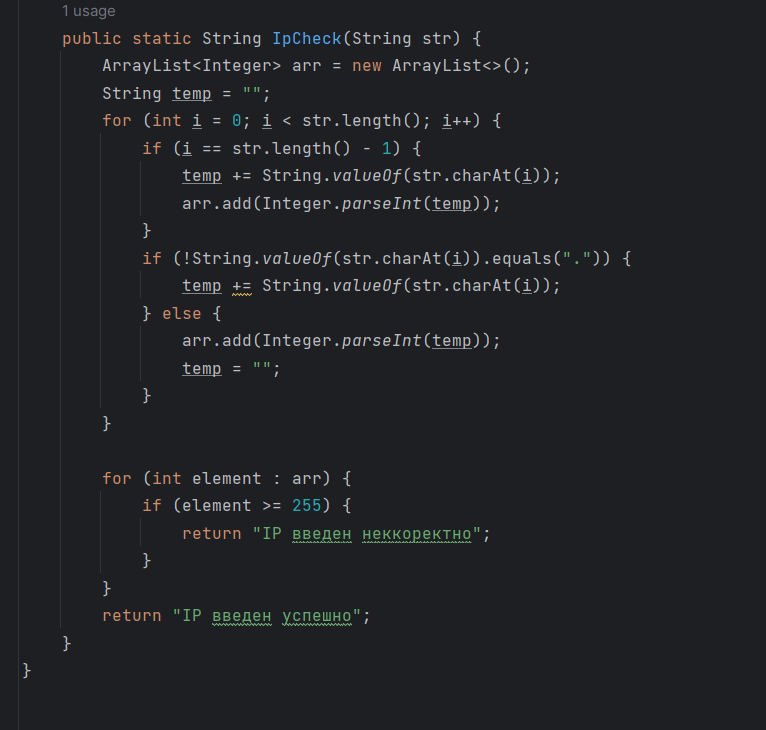 1 usage
public static String IpCheck(String str) {
ArrayList<Integer> arr = new ArrayList<>();
String temp = "";
for (int i = 0; i < str.length(); i++) {
if (i == str.length() - 1) {
temp += String.valueOf(str.charAt(i));
arr.add(Integer.parseInt(temp));
}
if (!String.valueOf(str.charAt(i)).equals(".")) {
temp += String.valueOf(str.charAt(i));
} else {
arr.add(Integer.parseInt(temp));
temp = "";
}
}
for (int element : arr) {
if (element >= 255) {
return "IP введен неккоректно";
}
}
return "IP введен успешно";
}
}